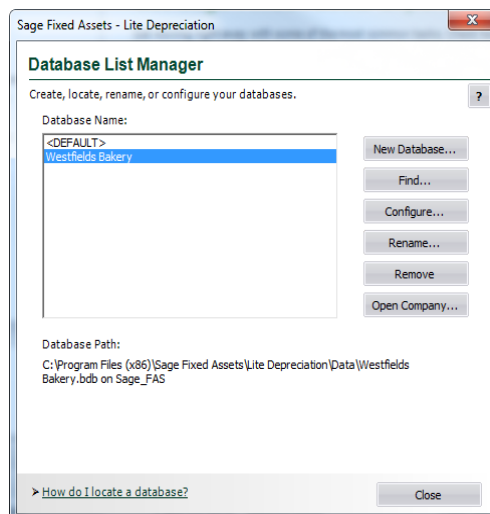 Sage Fixed Assets - Lite Depreciation
Database List Manager
Create, locate, rename, or configure your databases.
?
Database Name:
<DEFAULT>
Westfields Bakery
New Database...
Find...
Configure...
Rename...
Remove
Open Company...
Database Path:
C:\Program Files (x86)\Sage Fixed Assets\Lite Depreciation\Data\Westfields
Bakery.bdb on Sage_FAS
How do I locate a database?
Close